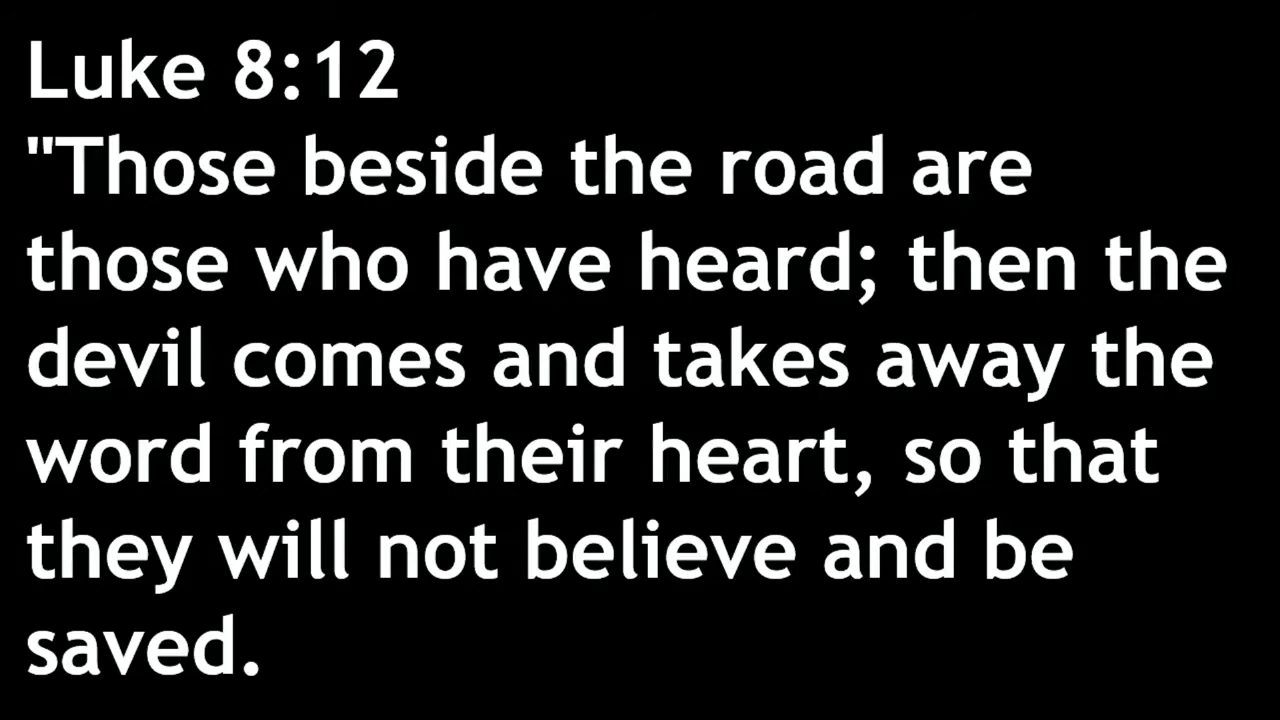 Luke 8:12
"Those beside the road are
those who have heard; then the
devil comes and takes away the
word from their heart, so that
they will not believe and be
saved.